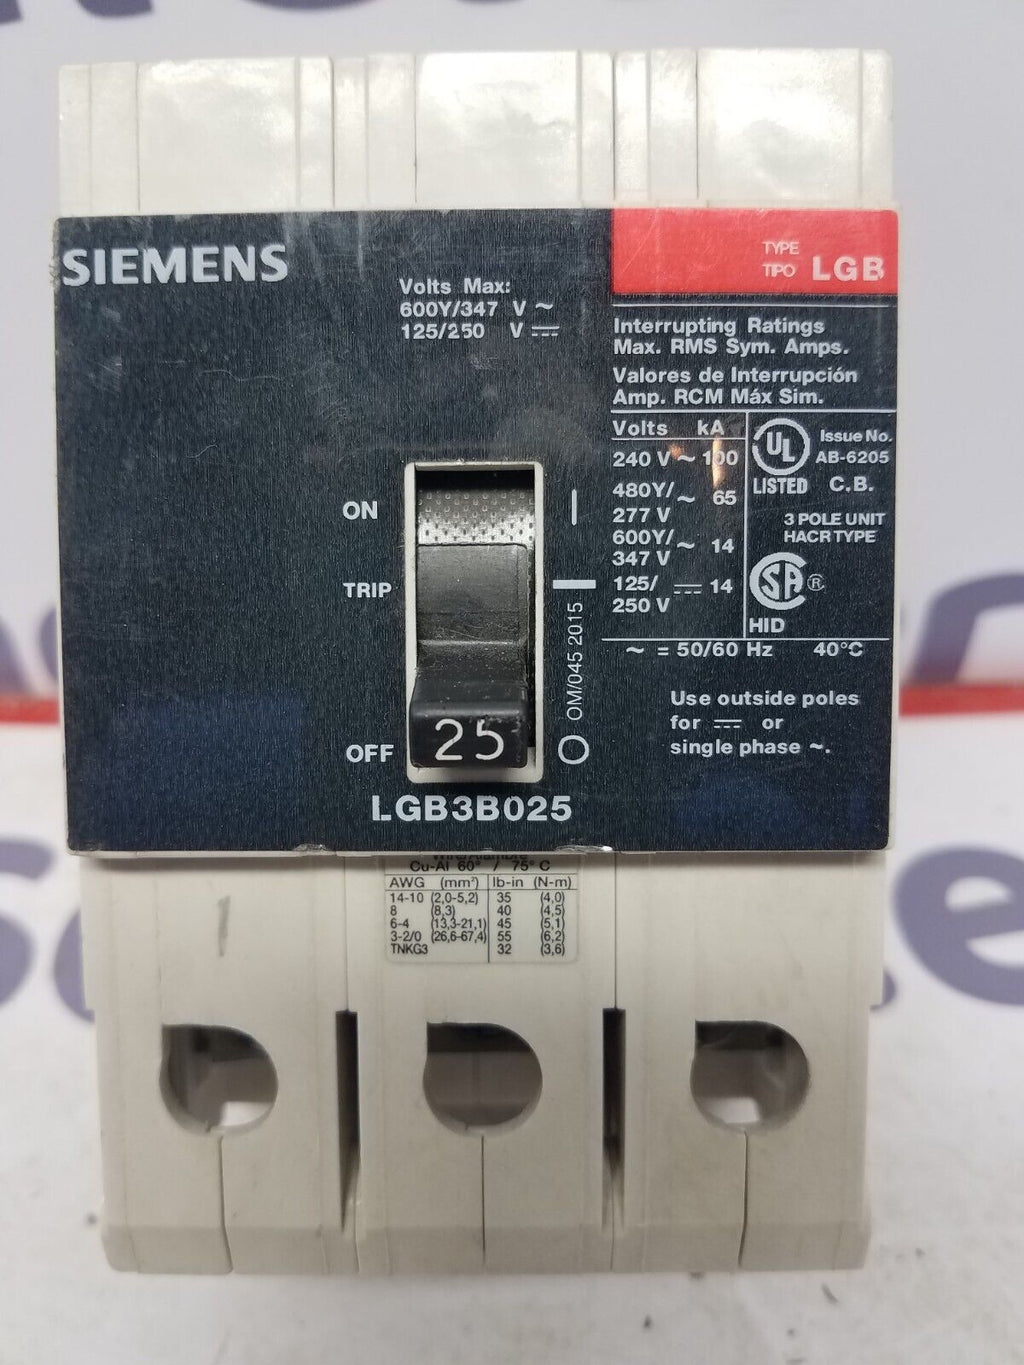 SIEMENS
Volts Max:
600Y/347 V ~
125/250 V ⎓
TYPE
TIPO LGB
Interrupting Ratings
Max. RMS Sym. Amps.
Valores de Interrupción
Amp. RCM Máx Sim.
Volts kA
240 V ~ 100
480Y/
277 V ~ 65
600Y/
347 V ~ 14
125/
250 V ⎓ 14
UL
LISTED
Issue No.
AB-6205
C.B.
3 POLE UNIT
HACR TYPE
SA ®
HID
~ = 50/60 Hz 40°C
Use outside poles
for ⎓ or
single phase ~.
ON
TRIP
OFF
25
OM/045 2015
LGB3B025
Cu-Al 60° / 75° C
AWG (mm²) lb-in (N-m)
14-10 (2,0-5,2) 35 (4,0)
8 (8,3) 40 (4,5)
6-4 (13,3-21,1) 45 (5,1)
3-2/0 (26,6-67,4) 55 (6,2)
TNKG3 32 (3,6)